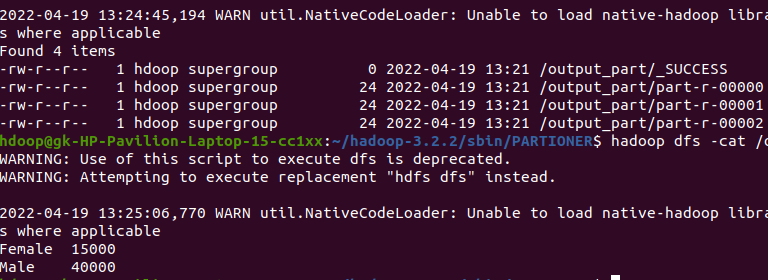 2022-04-19 13:24:45,194 WARN util.NativeCodeLoader: Unable to load native-hadoop libra
s where applicable
Found 4 items
-rw-r--r--   1 hdoop supergroup          0 2022-04-19 13:21 /output_part/_SUCCESS
-rw-r--r--   1 hdoop supergroup         24 2022-04-19 13:21 /output_part/part-r-00000
-rw-r--r--   1 hdoop supergroup         24 2022-04-19 13:21 /output_part/part-r-00001
-rw-r--r--   1 hdoop supergroup         24 2022-04-19 13:21 /output_part/part-r-00002
hdoop@gk-HP-Pavilion-Laptop-15-cc1xx:~/hadoop-3.2.2/sbin/PARTIONER$ hadoop dfs -cat /o
WARNING: Use of this script to execute dfs is deprecated.
WARNING: Attempting to execute replacement "hdfs dfs" instead.
2022-04-19 13:25:06,770 WARN util.NativeCodeLoader: Unable to load native-hadoop libra
s where applicable
Female  15000
Male    40000